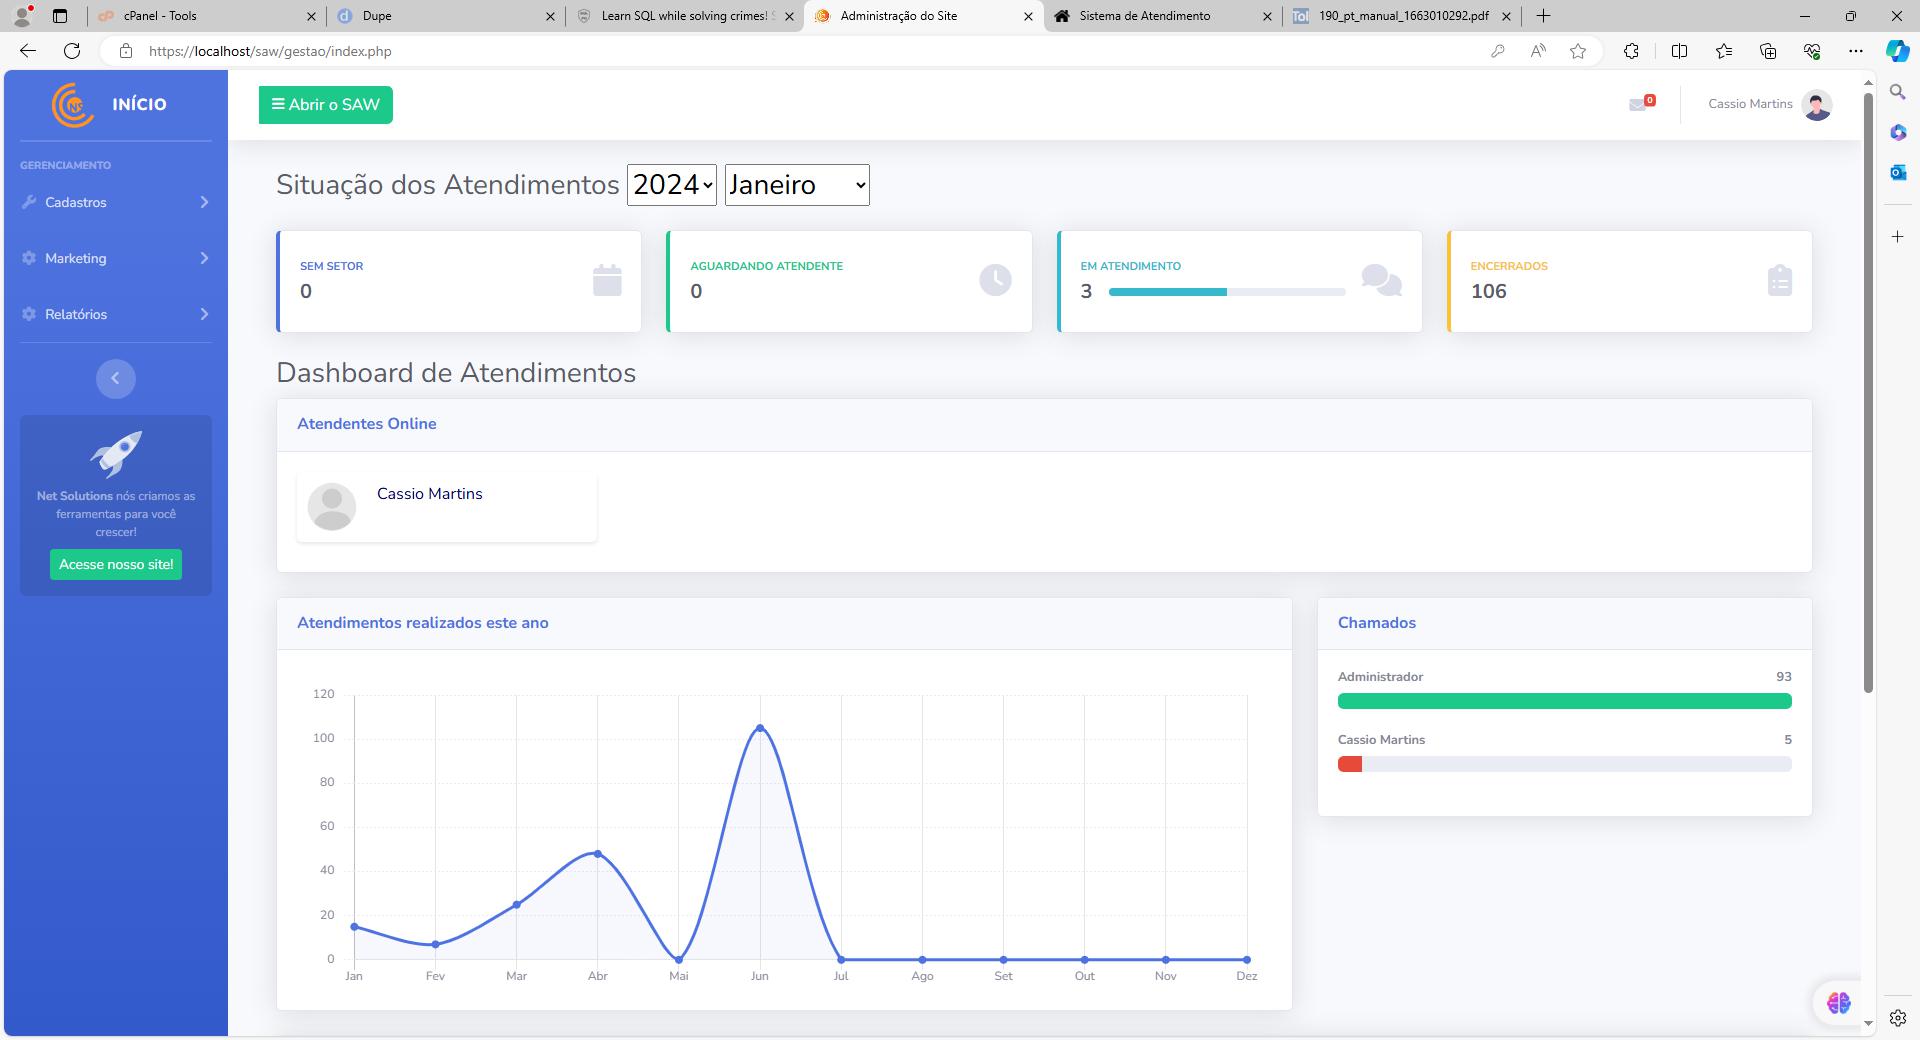 cPanel - Tools
Dupe
Learn SQL while solving crimes! S
Administração do Site
Sistema de Atendimento
190_pt_manual_1663010292.pdf
https://localhost/saw/gestao/index.php
INÍCIO
Abrir o SAW
0
Cassio Martins
GERENCIAMENTO
Cadastros
Marketing
Relatórios
Net Solutions nós criamos as
ferramentas para você
crescer!
Acesse nosso site!
Situação dos Atendimentos 2024 Janeiro
SEM SETOR
0
AGUARDANDO ATENDENTE
0
EM ATENDIMENTO
3
ENCERRADOS
106
Dashboard de Atendimentos
Atendentes Online
Cassio Martins
Atendimentos realizados este ano
120
100
80
60
40
20
0
Jan Fev Mar Abr Mai Jun Jul Ago Set Out Nov Dez
Chamados
Administrador 93
Cassio Martins 5